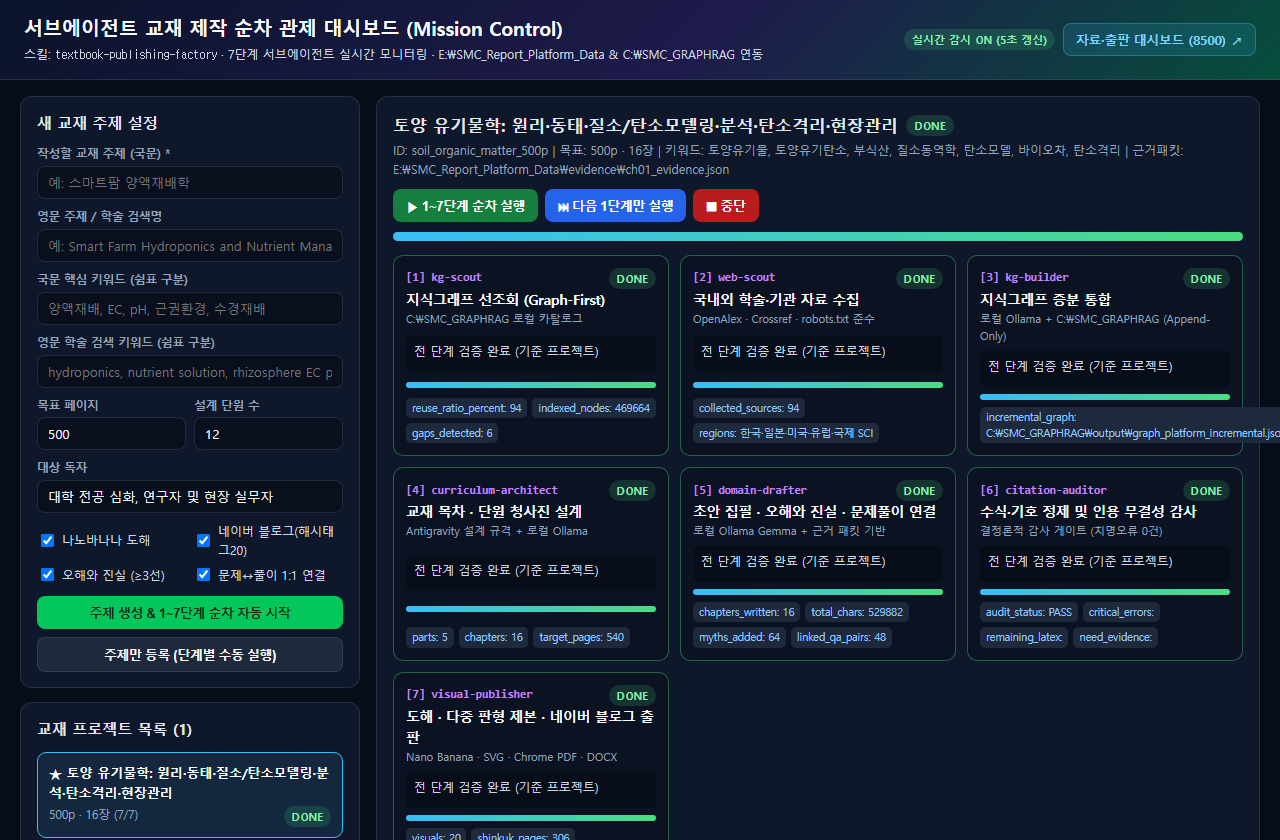 서브에이전트 교재 제작 순차 관제 대시보드 (Mission Control)
스킬: textbook-publishing-factory · 7단계 서브에이전트 실시간 모니터링 · E:₩SMC_Report_Platform_Data & C:₩SMC_GRAPHRAG 연동
실시간 감시 ON (5초 갱신)
자료·출판 대시보드 (8500) ↗
새 교재 주제 설정
작성할 교재 주제 (국문) *
예: 스마트팜 양액재배학
영문 주제 / 학술 검색명
예: Smart Farm Hydroponics and Nutrient Mana
국문 핵심 키워드 (쉼표 구분)
양액재배, EC, pH, 근권환경, 수경재배
영문 학술 검색 키워드 (쉼표 구분)
hydroponics, nutrient solution, rhizosphere EC p
목표 페이지
설계 단원 수
500
12
대상 독자
대학 전공 심화, 연구자 및 현장 실무자
나노바나나 도해
네이버 블로그(해시태
그20)
오해와 진실 (≥3선)
문제↔풀이 1:1 연결
주제 생성 & 1~7단계 순차 자동 시작
주제만 등록 (단계별 수동 실행)
교재 프로젝트 목록 (1)
★ 토양 유기물학: 원리·동태·질소/탄소모델링·분
석·탄소격리·현장관리
500p · 16장 (7/7)
DONE
토양 유기물학: 원리·동태·질소/탄소모델링·분석·탄소격리·현장관리
DONE
ID: soil_organic_matter_500p | 목표: 500p · 16장 | 키워드: 토양유기물, 토양유기탄소, 부식산, 질소동역학, 탄소모델, 바이오차, 탄소격리 | 근거패킷:
E:₩SMC_Report_Platform_Data₩evidence₩ch01_evidence.json
▶ 1~7단계 순차 실행
⏭ 다음 1단계만 실행
■ 중단
[1] kg-scout
DONE
지식그래프 선조회 (Graph-First)
C:₩SMC_GRAPHRAG 로컬 카탈로그
전 단계 검증 완료 (기준 프로젝트)
reuse_ratio_percent: 94
indexed_nodes: 469664
gaps_detected: 6
[2] web-scout
DONE
국내외 학술·기관 자료 수집
OpenAlex · Crossref · robots.txt 준수
전 단계 검증 완료 (기준 프로젝트)
collected_sources: 94
regions: 한국·일본·미국·유럽·국제 SCI
[3] kg-builder
DONE
지식그래프 증분 통합
로컬 Ollama + C:₩SMC_GRAPHRAG (Append-
Only)
전 단계 검증 완료 (기준 프로젝트)
incremental_graph:
C:₩SMC_GRAPHRAG₩output₩graph_platform_incremental.jso
[4] curriculum-architect
DONE
교재 목차 · 단원 청사진 설계
Antigravity 설계 규격 + 로컬 Ollama
전 단계 검증 완료 (기준 프로젝트)
parts: 5
chapters: 16
target_pages: 540
[5] domain-drafter
DONE
초안 집필 · 오해와 진실 · 문제풀이 연결
로컬 Ollama Gemma + 근거 패킷 기반
전 단계 검증 완료 (기준 프로젝트)
chapters_written: 16
total_chars: 529882
myths_added: 64
linked_qa_pairs: 48
[6] citation-auditor
DONE
수식·기호 정제 및 인용 무결성 감사
결정론적 감사 게이트 (치명오류 0건)
전 단계 검증 완료 (기준 프로젝트)
audit_status: PASS
critical_errors:
remaining_latex:
need_evidence:
[7] visual-publisher
DONE
도해 · 다중 판형 제본 · 네이버 블로그 출
판
Nano Banana · SVG · Chrome PDF · DOCX
전 단계 검증 완료 (기준 프로젝트)
visuals: 20
shinkuk_pages: 306